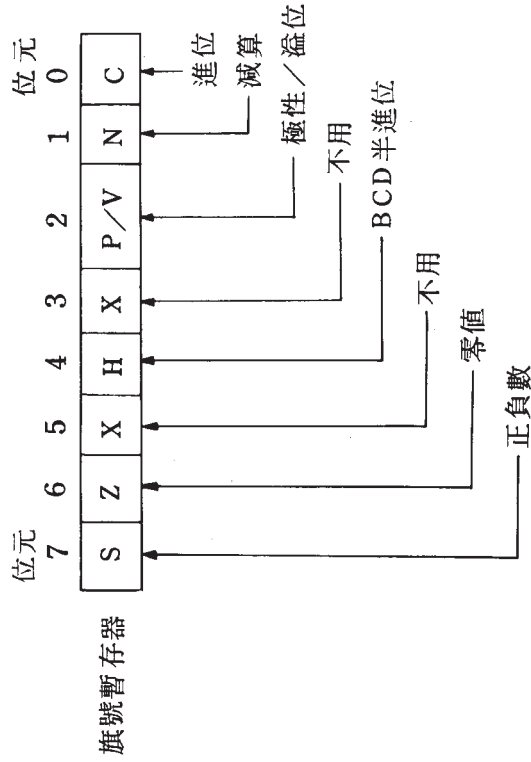 位元 位元
7 6 5 4 3 2 1 0
旗號暫存器 S Z X H X P/V N C
進位
減算
極性/溢位
不用
BCD半進位
不用
零值
正負數